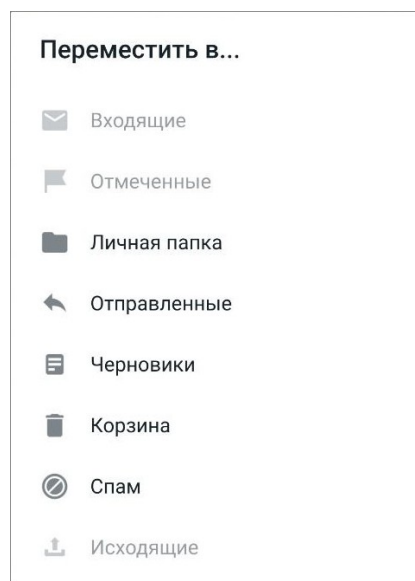 Переместить в...
Входящие
Отмеченные
Личная папка
Отправленные
Черновики
Корзина
Спам
Исходящие